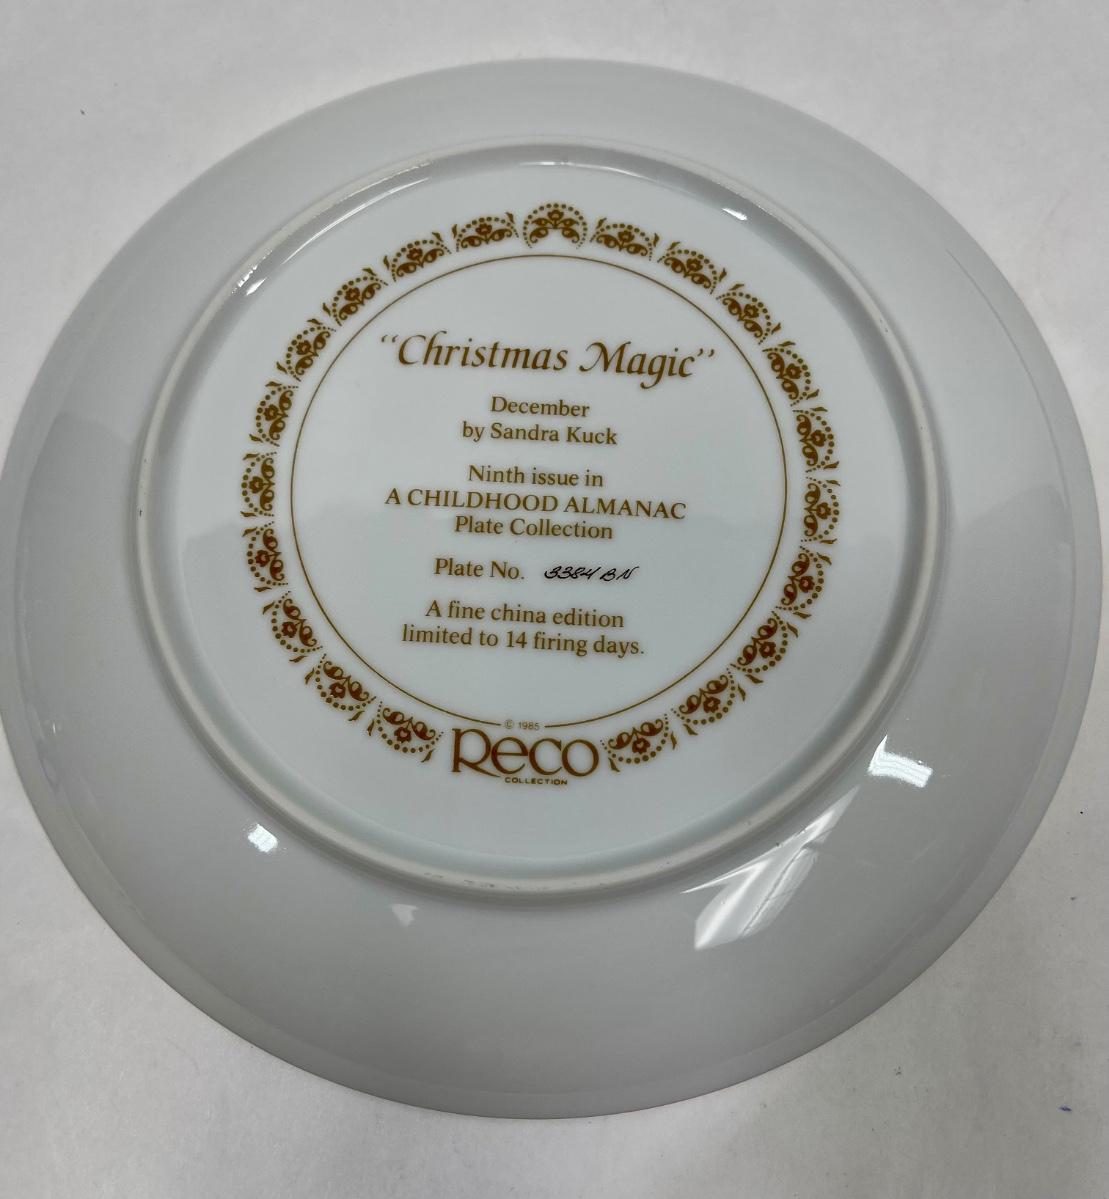 “Christmas Magic”
December
by Sandra Kuck
Ninth issue in
A CHILDHOOD ALMANAC
Plate Collection
Plate No. 3384 BN
A fine china edition
limited to 14 firing days.
© 1985
Reco
COLLECTION